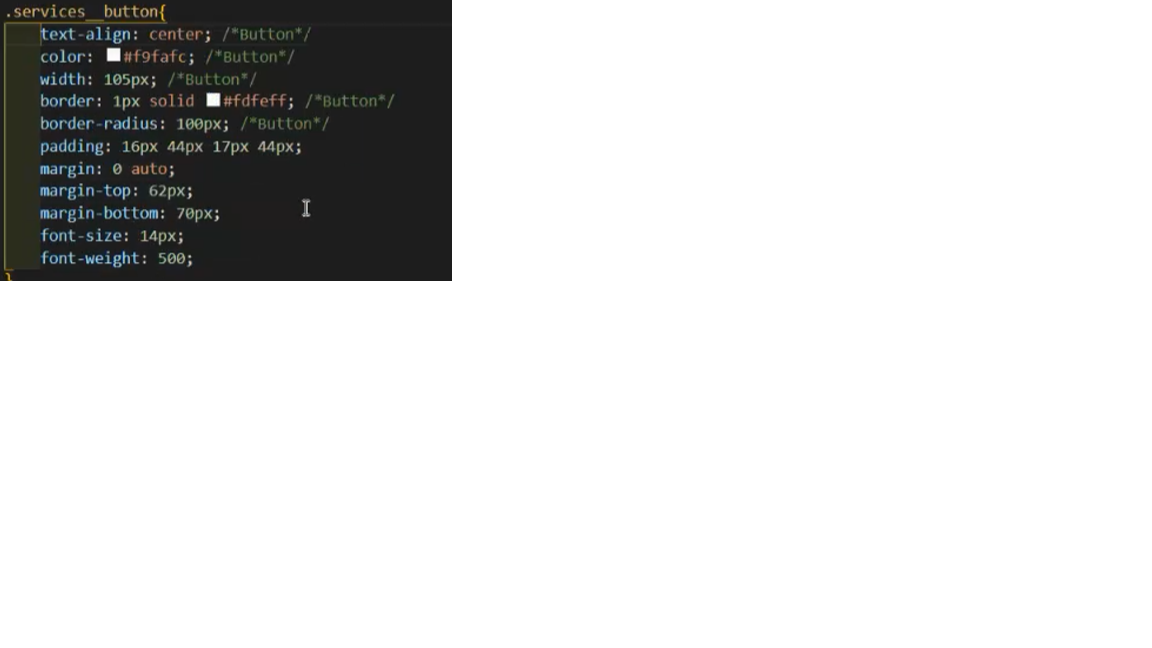 .services__button{
text-align: center; /*Button*/
color: #f9fafc; /*Button*/
width: 105px; /*Button*/
border: 1px solid #fdfeff; /*Button*/
border-radius: 100px; /*Button*/
padding: 16px 44px 17px 44px;
margin: 0 auto;
margin-top: 62px;
margin-bottom: 70px;
font-size: 14px;
font-weight: 500;
}